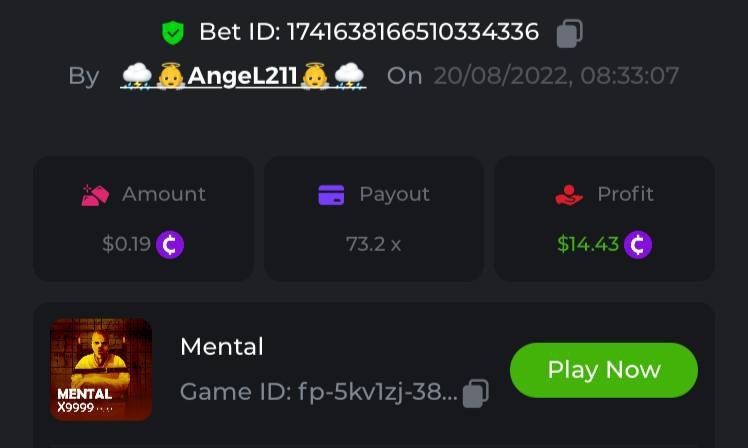 Bet ID: 1741638166510334336
By 🌧️👼AngeL211👼🌧️ On 20/08/2022, 08:33:07
Amount
$0.19
Payout
73.2 x
Profit
$14.43
MENTAL
X9999
Mental
Game ID: fp-5kv1zj-38...
Play Now